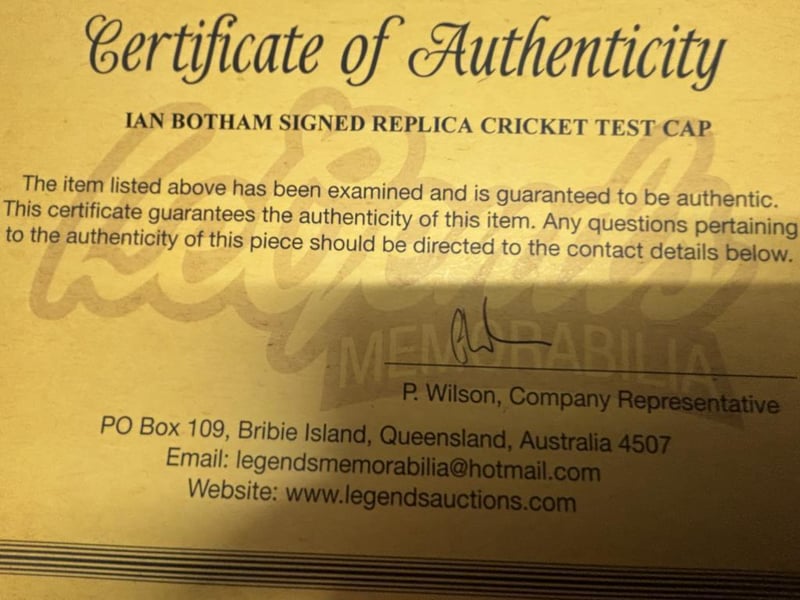 Certificate of Authenticity
IAN BOTHAM SIGNED REPLICA CRICKET TEST CAP
The item listed above has been examined and is guaranteed to be authentic.
This certificate guarantees the authenticity of this item. Any questions pertaining
to the authenticity of this piece should be directed to the contact details below.
Legends
MEMORABILIA
P. Wilson, Company Representative
PO Box 109, Bribie Island, Queensland, Australia 4507
Email: legendsmemorabilia@hotmail.com
Website: www.legendsauctions.com